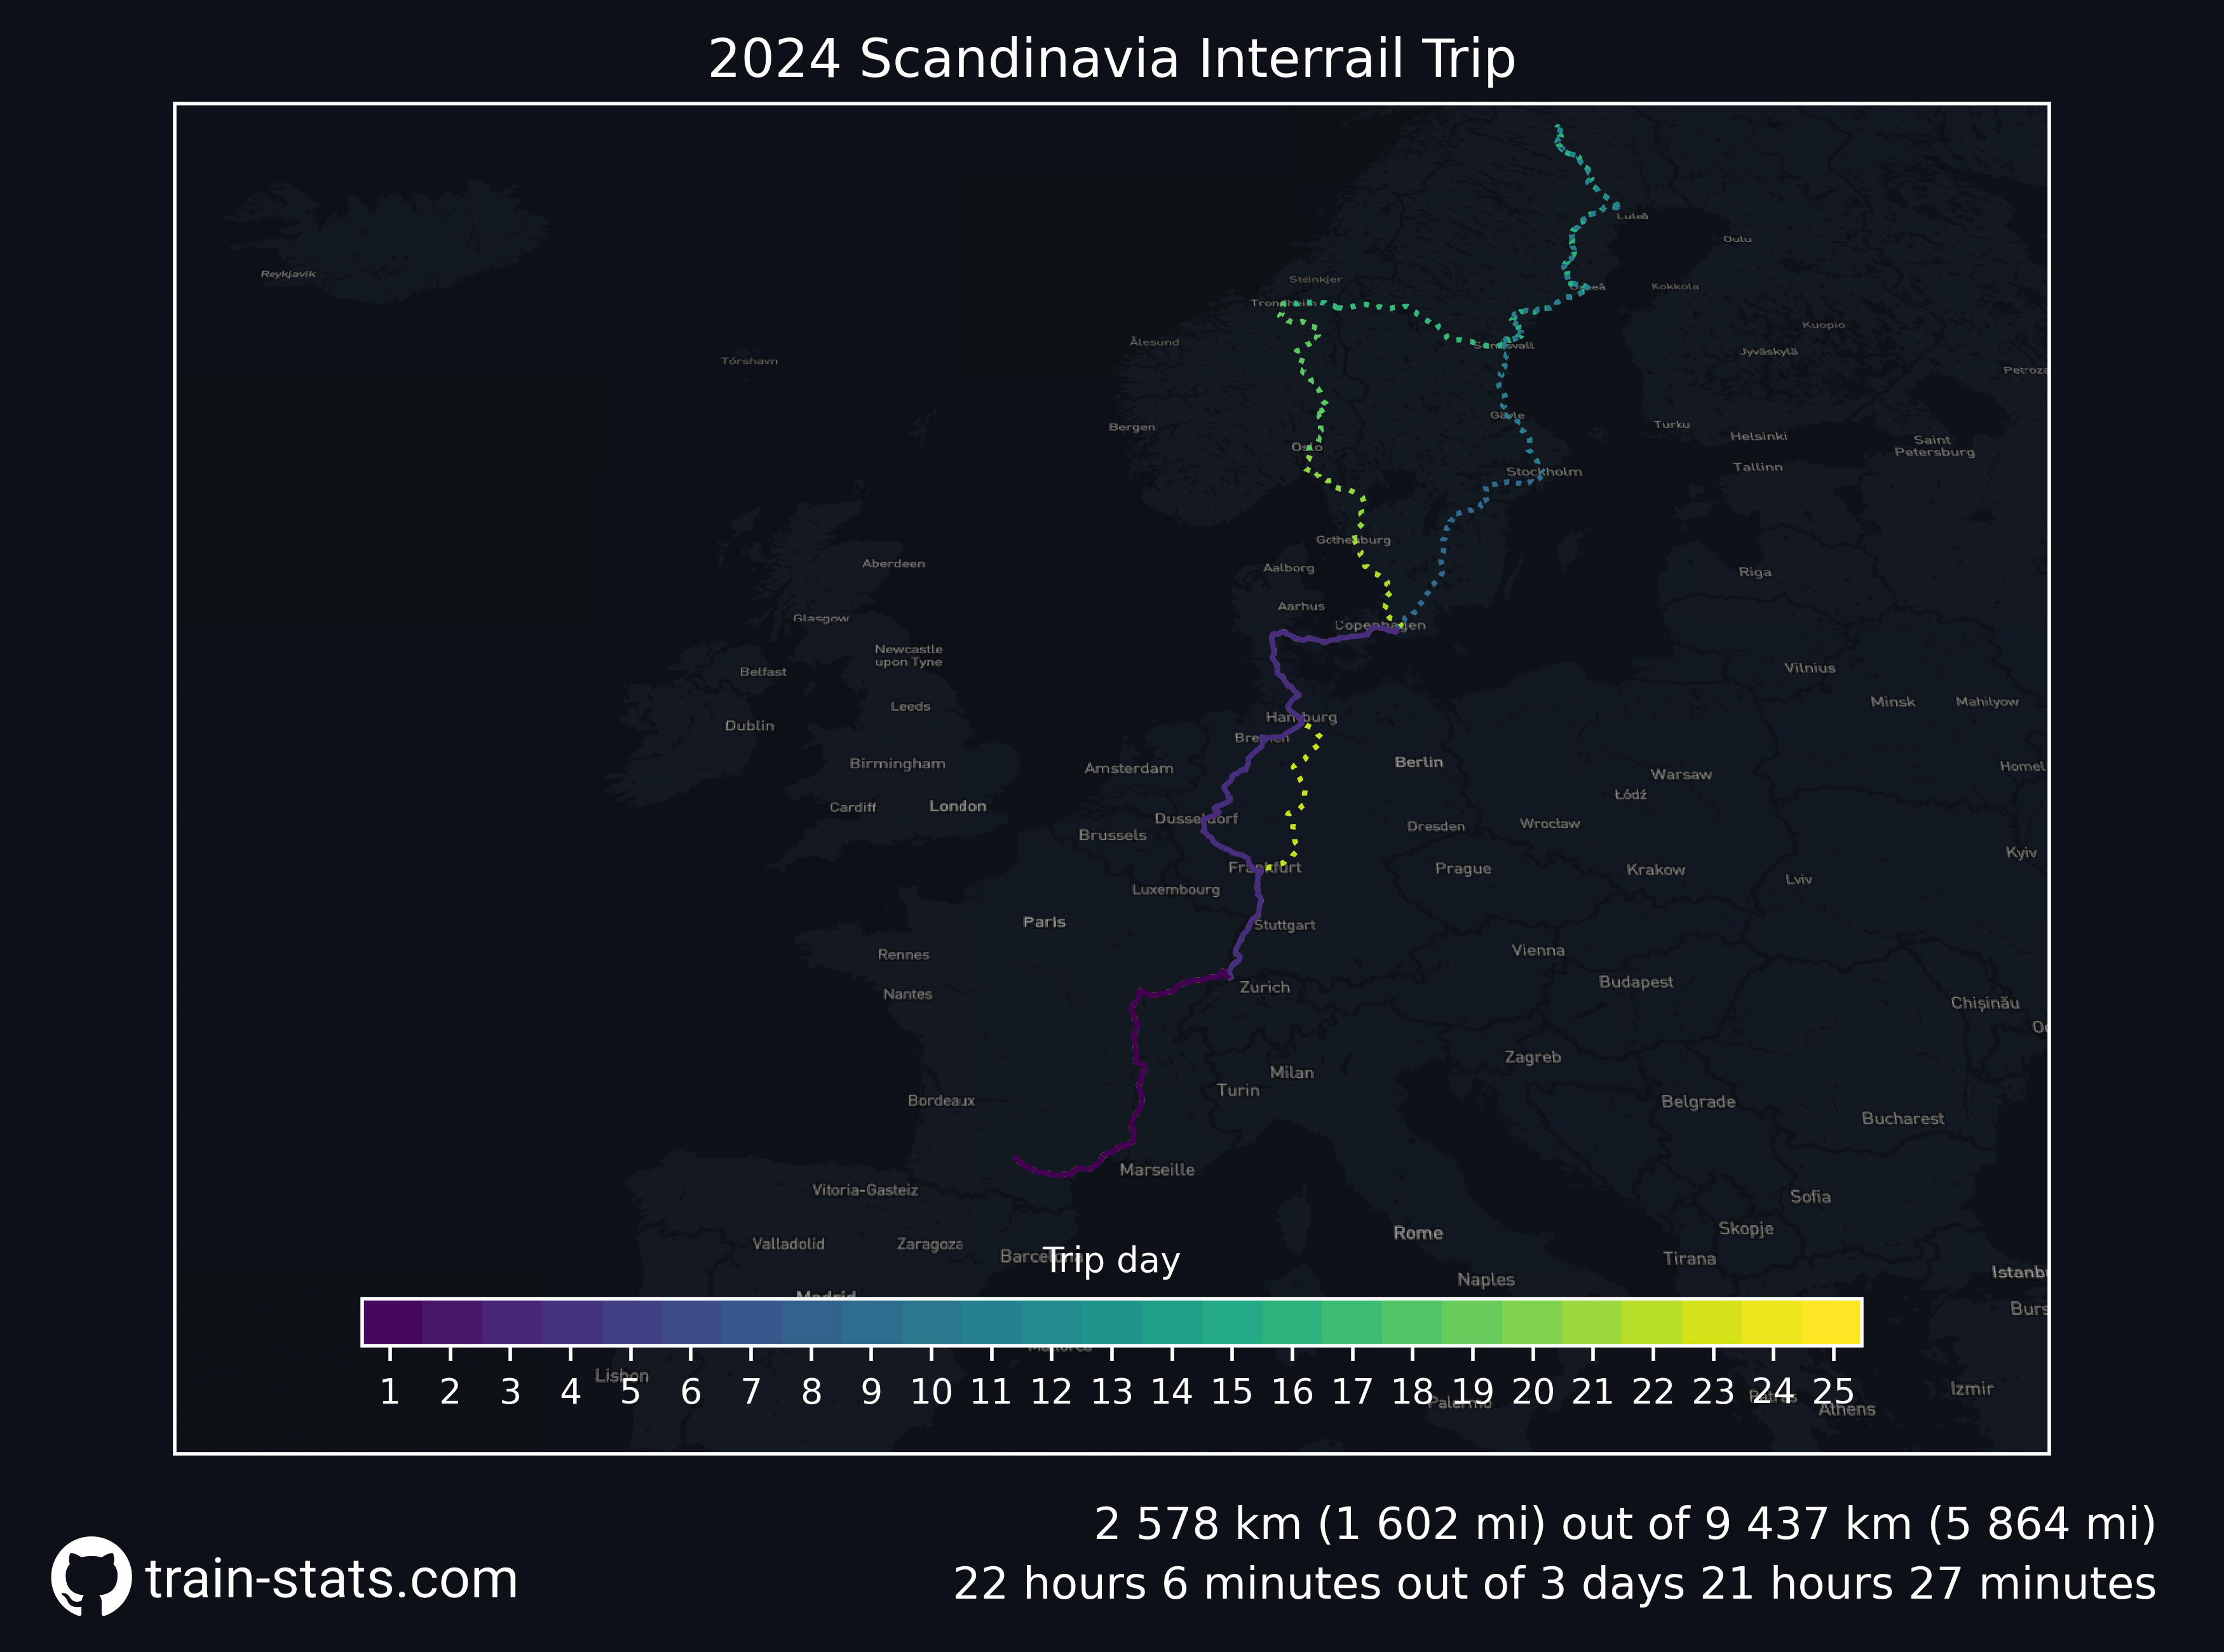 2024 Scandinavia Interrail Trip
Luleå
Oulu
Reykjavik
Steinkjer
Umeå
Kokkola
Trondheim
Kuopio
Ålesund
Sundsvall
Jyväskylä
Tórshavn
Petroza
Gävle
Bergen
Turku
Helsinki
Saint
Petersburg
Oslo
Tallinn
Stockholm
Gothenburg
Aberdeen
Aalborg
Riga
Aarhus
Glasgow
Copenhagen
Newcastle
upon Tyne
Belfast
Vilnius
Leeds
Minsk
Mahilyow
Hamburg
Dublin
Bremen
Birmingham
Amsterdam
Berlin
Homel
Warsaw
Łódź
Cardiff
London
Dusseldorf
Dresden
Wrocław
Brussels
Kyiv
Frankfurt
Prague
Krakow
Lviv
Luxembourg
Paris
Stuttgart
Rennes
Vienna
Nantes
Zurich
Budapest
Chișinău
Zagreb
Milan
Turin
Bordeaux
Belgrade
Bucharest
Marseille
Vitoria-Gasteiz
Sofia
Skopje
Rome
Valladolid
Zaragoza
Barcelona
Tirana
Trip day
Istanbu
Naples
Madrid
Burs
Mallorca
Lisbon
Izmir
Palermo
Patras
Athens
1 2 3 4 5 6 7 8 9 10 11 12 13 14 15 16 17 18 19 20 21 22 23 24 25
2 578 km (1 602 mi) out of 9 437 km (5 864 mi)
22 hours 6 minutes out of 3 days 21 hours 27 minutes
train-stats.com